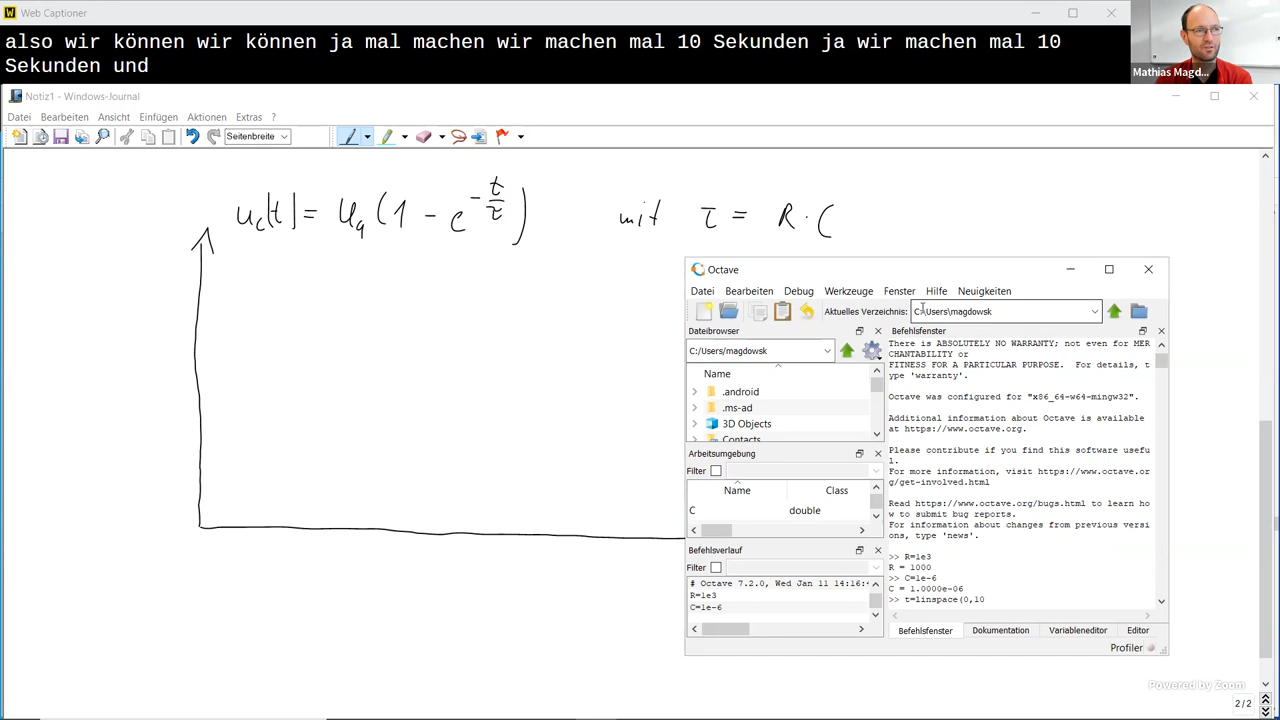 Web Captioner
also wir können wir können ja mal machen wir machen mal 10 Sekunden ja wir machen mal 10
Sekunden und
Mathias Magd...
Notiz1 - Windows-Journal
Datei Bearbeiten Ansicht Einfügen Aktionen Extras ?
Seitenbreite
u_c(t) = U_q (1 - e^{-t/τ}) mit τ = R · C
Octave
Datei Bearbeiten Debug Werkzeuge Fenster Hilfe Neuigkeiten
Aktuelles Verzeichnis: C:\Users\magdowsk
Dateibrowser
C:/Users/magdowsk
Name
.android
.ms-ad
3D Objects
Contacts
Arbeitsumgebung
Filter
Name Class
C double
Befehlsverlauf
Filter
# Octave 7.2.0, Wed Jan 11 14:16:4
R=1e3
C=1e-6
Befehlsfenster
There is ABSOLUTELY NO WARRANTY; not even for MER
CHANTABILITY or
FITNESS FOR A PARTICULAR PURPOSE. For details, t
ype 'warranty'.
Octave was configured for "x86_64-w64-mingw32".
Additional information about Octave is available
at https://www.octave.org.
Please contribute if you find this software usefu
l.
For more information, visit https://www.octave.or
g/get-involved.html
Read https://www.octave.org/bugs.html to learn ho
w to submit bug reports.
For information about changes from previous versi
ons, type 'news'.
>> R=1e3
R = 1000
>> C=1e-6
C = 1.0000e-06
>> t=linspace(0,10
Befehlsfenster Dokumentation Variableneditor Editor
Profiler
Powered by Zoom
2 / 2